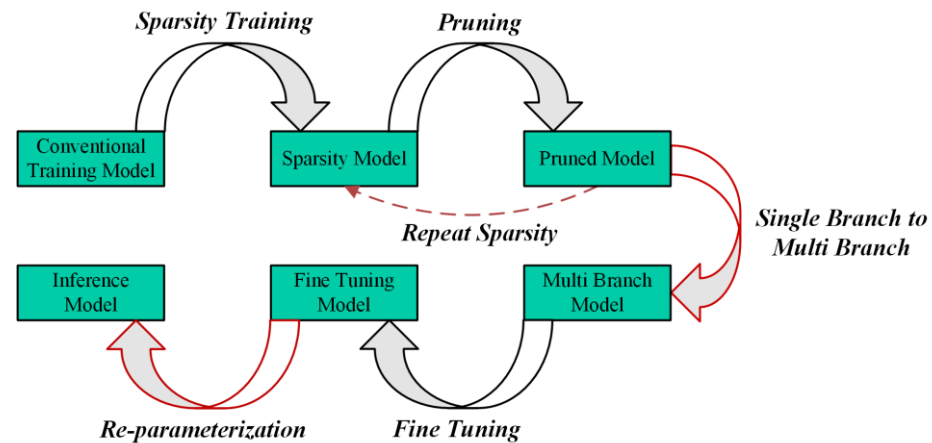 Sparsity Training
Pruning
Conventional
Training Model
Sparsity Model
Pruned Model
Repeat Sparsity
Single Branch to
Multi Branch
Inference
Model
Fine Tuning
Model
Multi Branch
Model
Re-parameterization
Fine Tuning